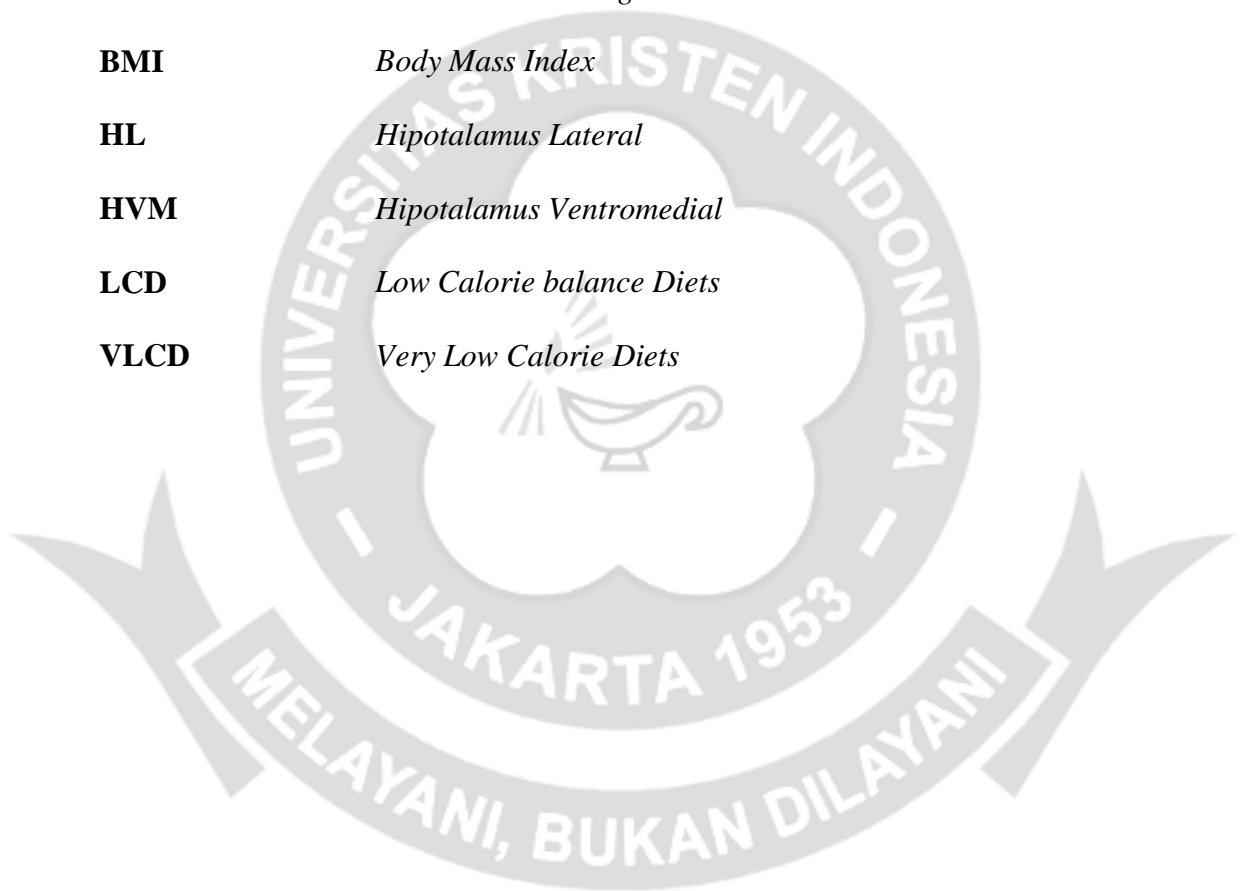 BMI Body Mass Index
HL Hipotalamus Lateral
HVM Hipotalamus Ventromedial
LCD Low Calorie balance Diets
VLCD Very Low Calorie Diets
UNIVERSITAS KRISTEN INDONESIA
- JAKARTA 1953 -
MELAYANI, BUKAN DILAYANI